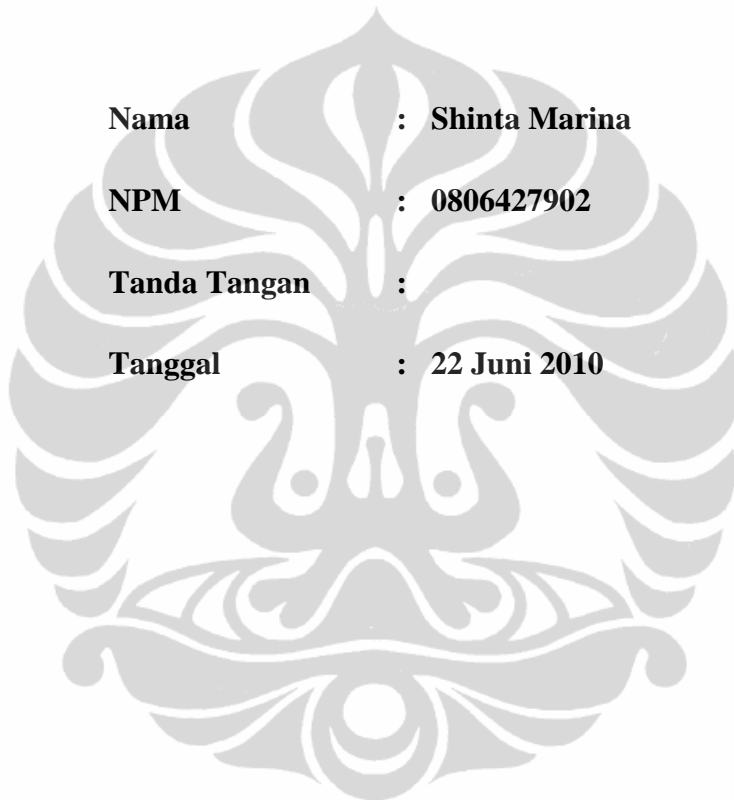 Nama : Shinta Marina
NPM : 0806427902
Tanda Tangan :
Tanggal : 22 Juni 2010